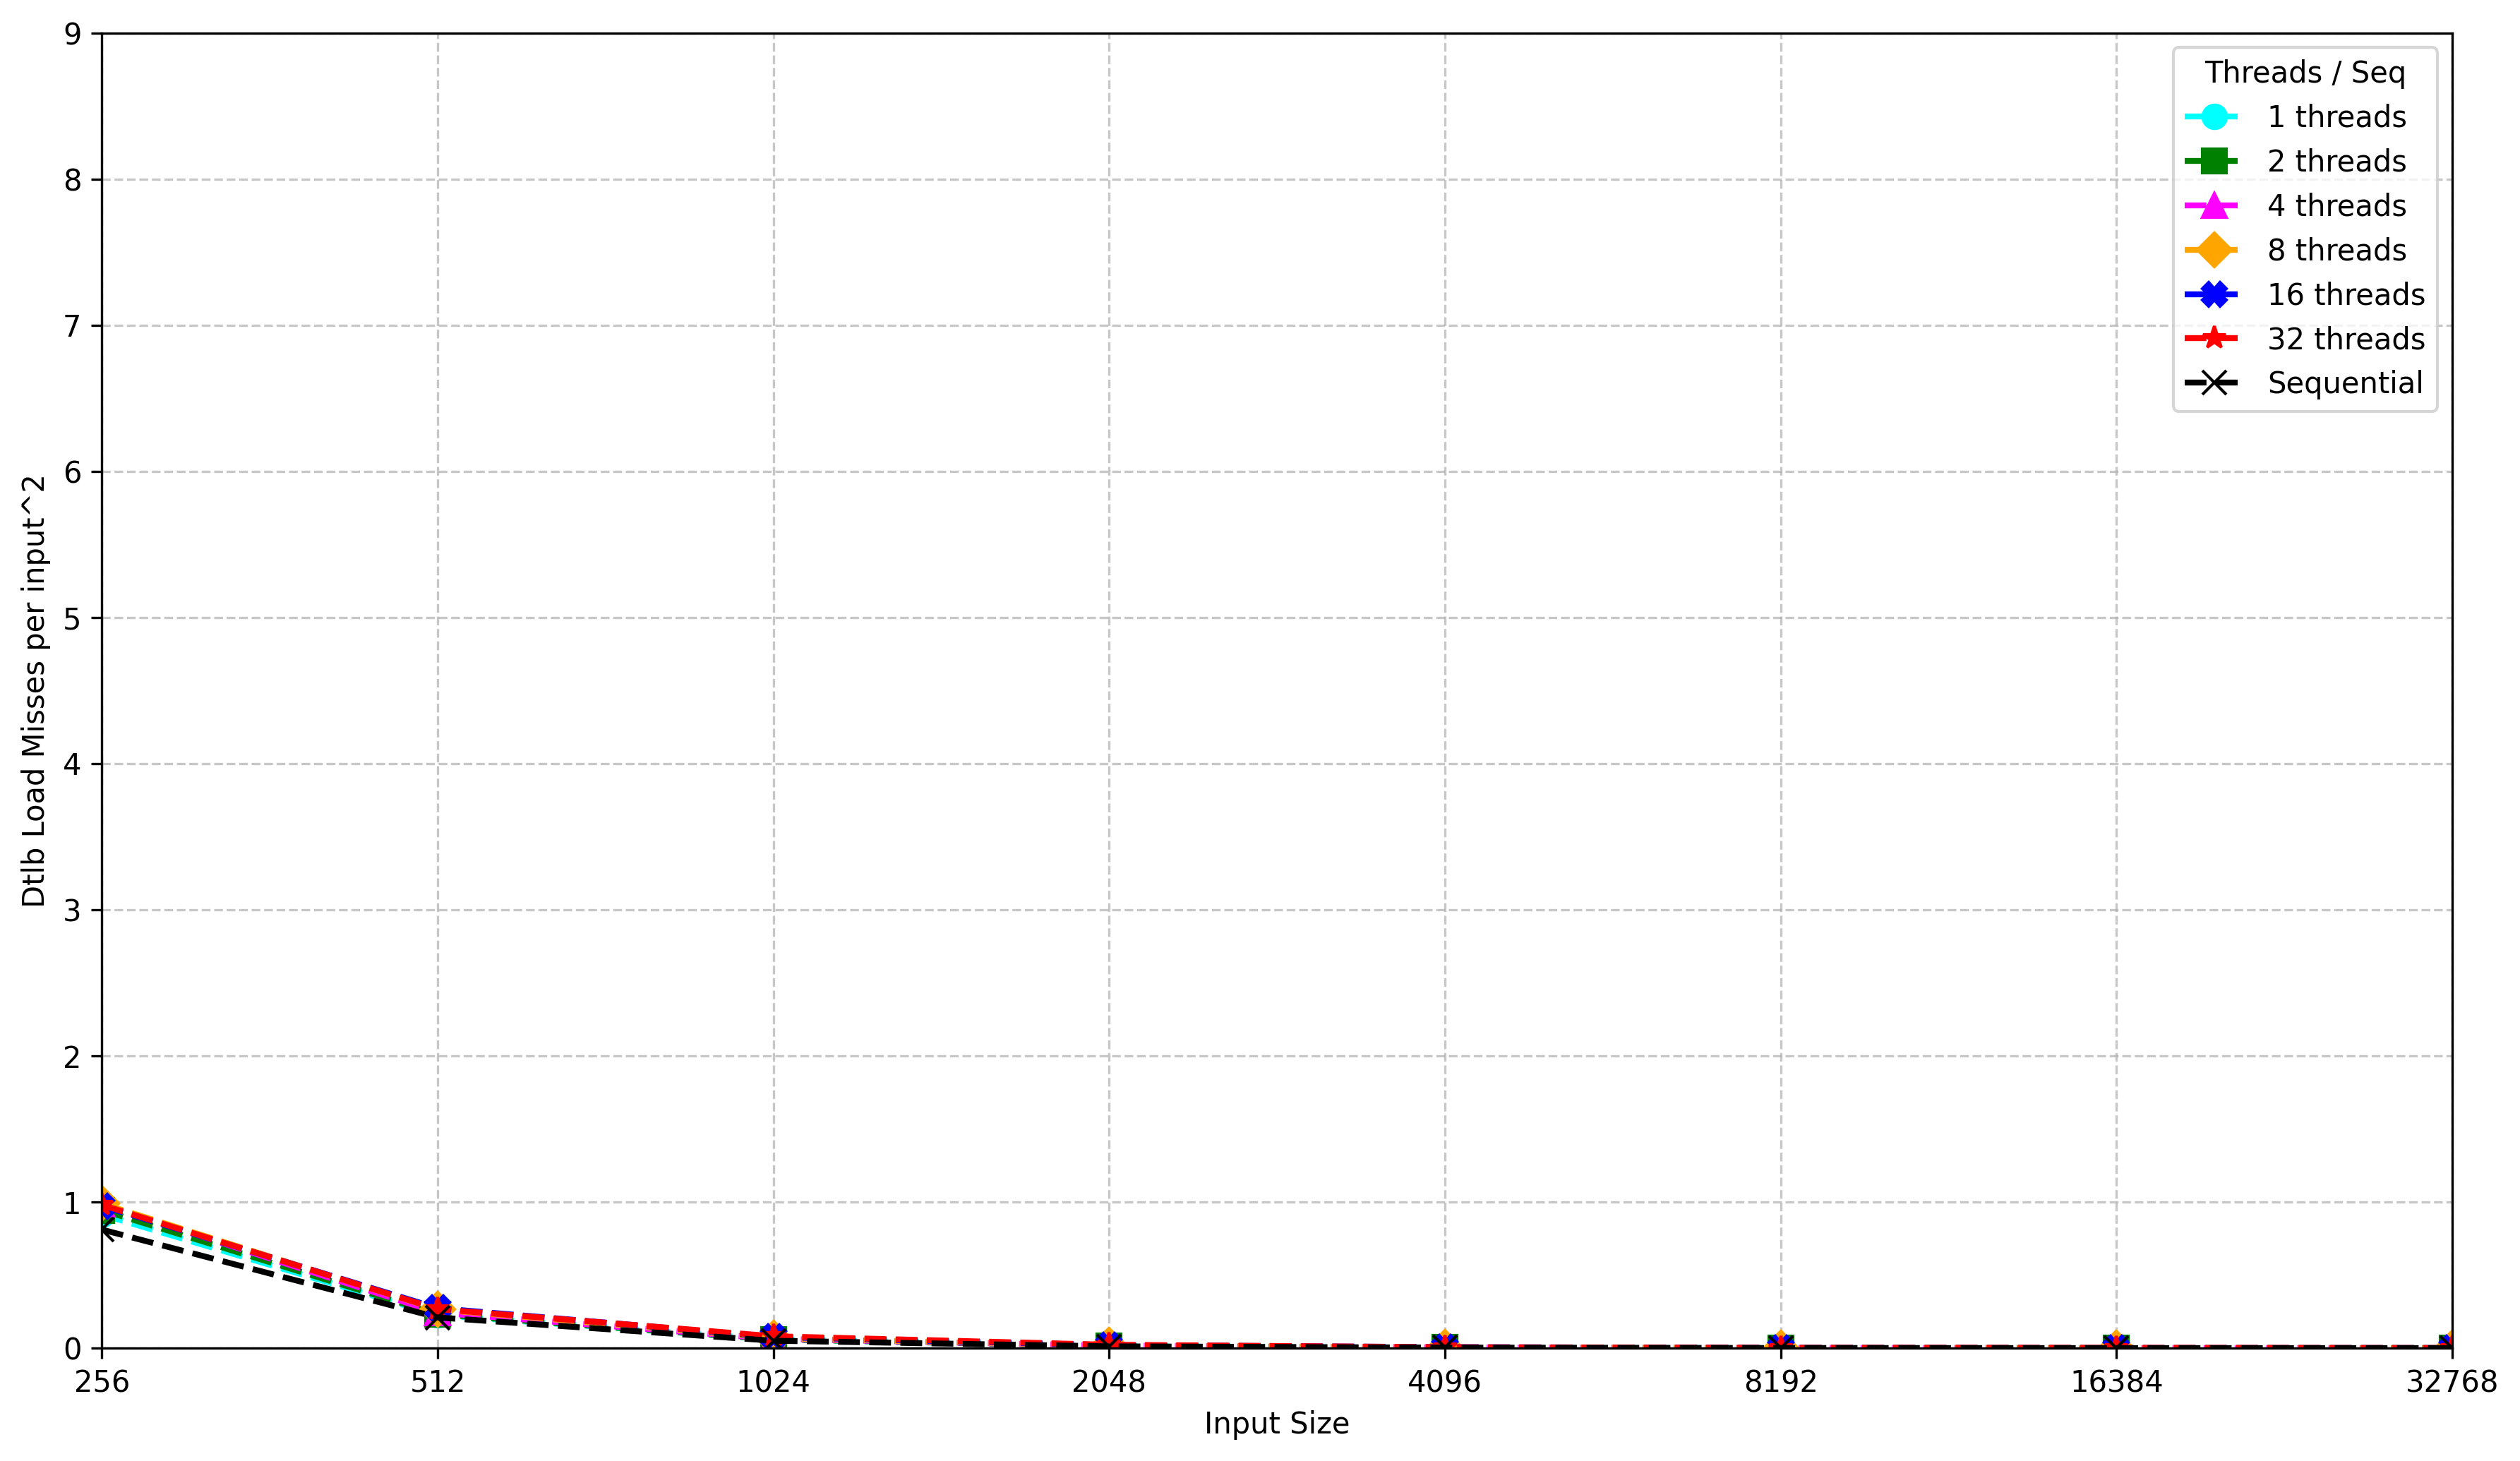 9
8
7
6
5
4
3
2
1
0
Dtlb Load Misses per input^2
Threads / Seq
1 threads
2 threads
4 threads
8 threads
16 threads
32 threads
Sequential
256 512 1024 2048 4096 8192 16384 32768
Input Size